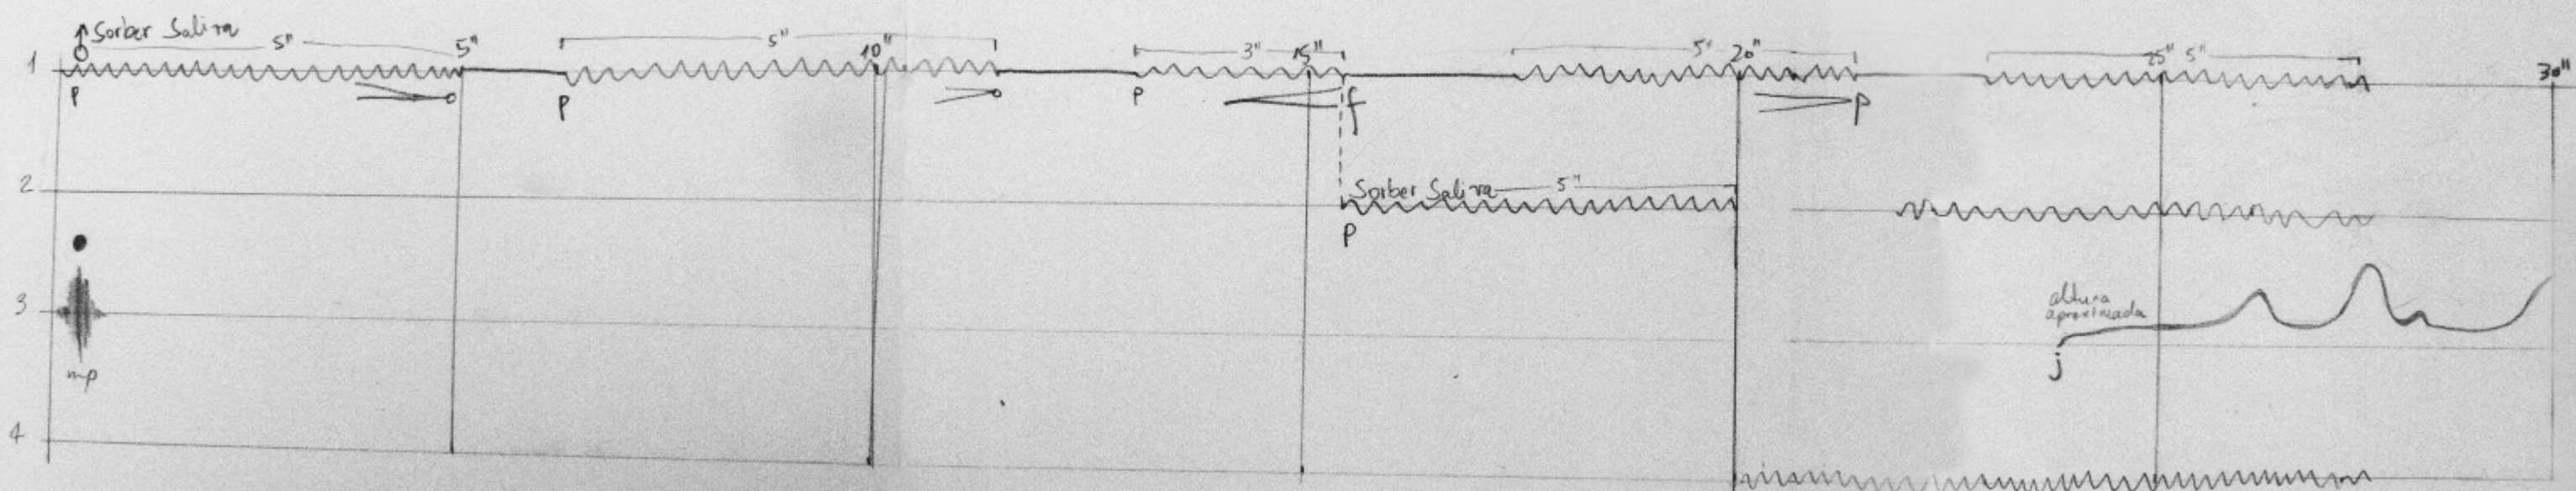 Sorber Saliva
5" 5" 5" 10" 3" 15" 5" 20" 25" 5" 30"
1
p p p f p
2 Sorber Saliva 5"
p
altura
aproximada
3
j
mp
4